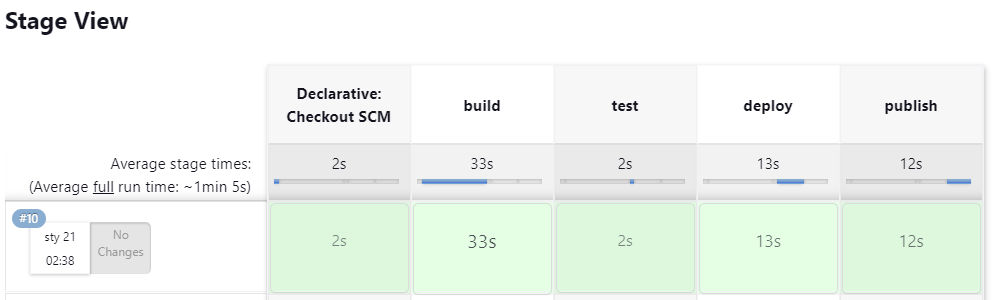 Stage View
Declarative:
Checkout SCM
build
test
deploy
publish
Average stage times:
(Average full run time: ~1min 5s)
2s
33s
2s
13s
12s
#10
sty 21
02:38
No
Changes
2s
33s
2s
13s
12s